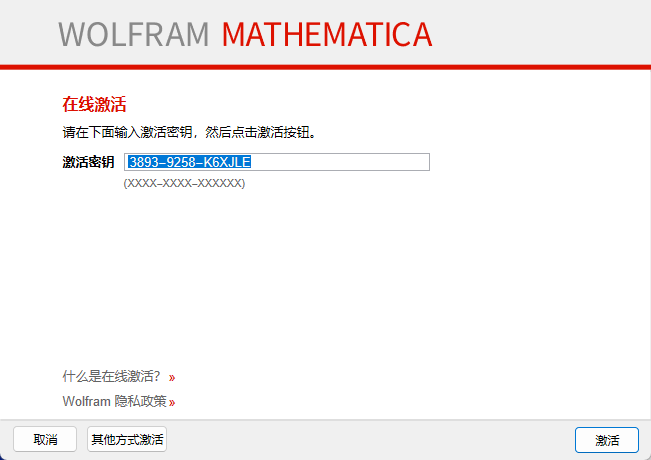 WOLFRAM MATHEMATICA
在线激活
请在下面输入激活密钥，然后点击激活按钮。
激活密钥 3893–9258–K6XJLE
(XXXX–XXXX–XXXXXX)
什么是在线激活？ »
Wolfram 隐私政策 »
取消 其他方式激活 激活